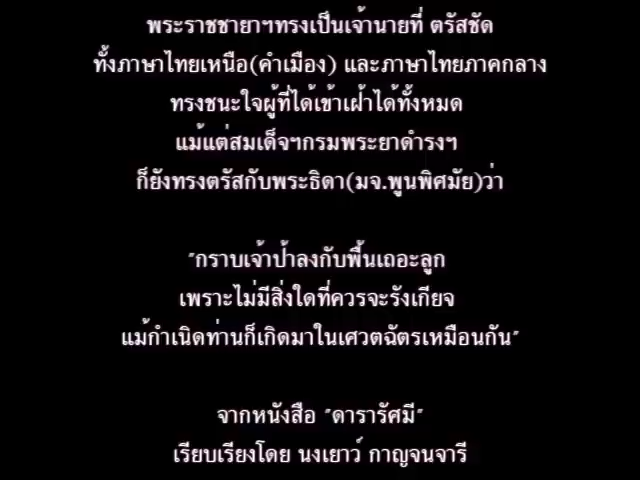 พระราชชายาฯทรงเป็นเจ้านายที่ ตรัสชัด
ทั้งภาษาไทยเหนือ(คำเมือง) และภาษาไทยภาคกลาง
ทรงชนะใจผู้ที่ได้เข้าเฝ้าได้ทั้งหมด
แม้แต่สมเด็จฯกรมพระยาดำรงฯ
ก็ยังทรงตรัสกับพระธิดา(มจ.พูนพิศมัย)ว่า
"กราบเจ้าป้าลงกับพื้นเถอะลูก
เพราะไม่มีสิ่งใดที่ควรจะรังเกียจ
แม้กำเนิดท่านก็เกิดมาในเศวตฉัตรเหมือนกัน"
จากหนังสือ "ดารารัศมี"
เรียบเรียงโดย นงเยาว์ กาญจนจารี